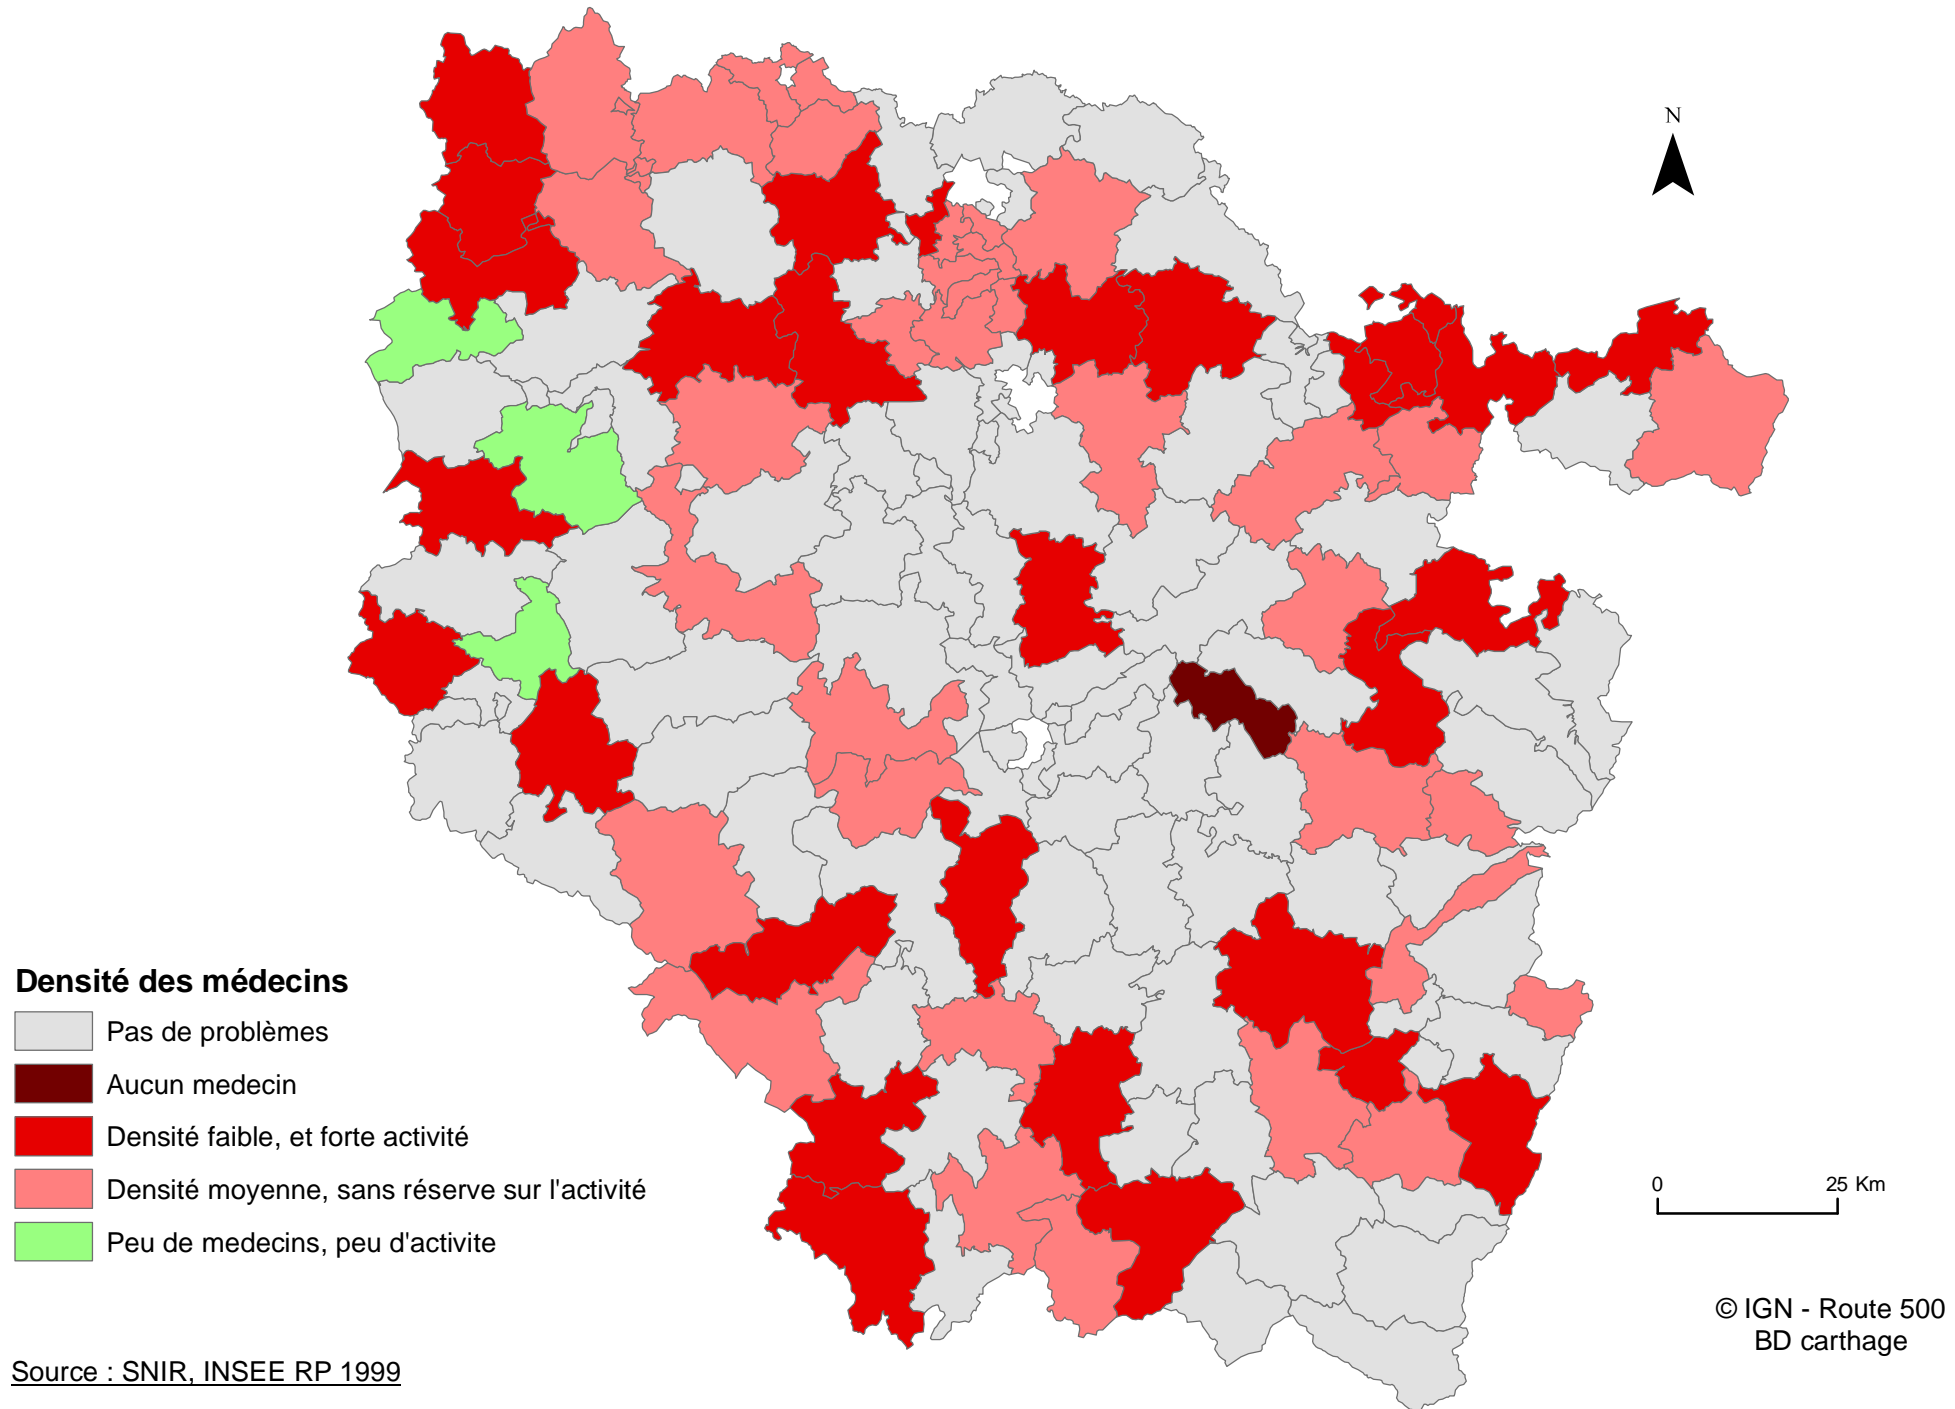 N
Densité des médecins
Pas de problèmes
Aucun medecin
Densité faible, et forte activité
Densité moyenne, sans réserve sur l'activité
Peu de medecins, peu d'activite
0 25 Km
© IGN - Route 500
BD carthage
Source : SNIR, INSEE RP 1999